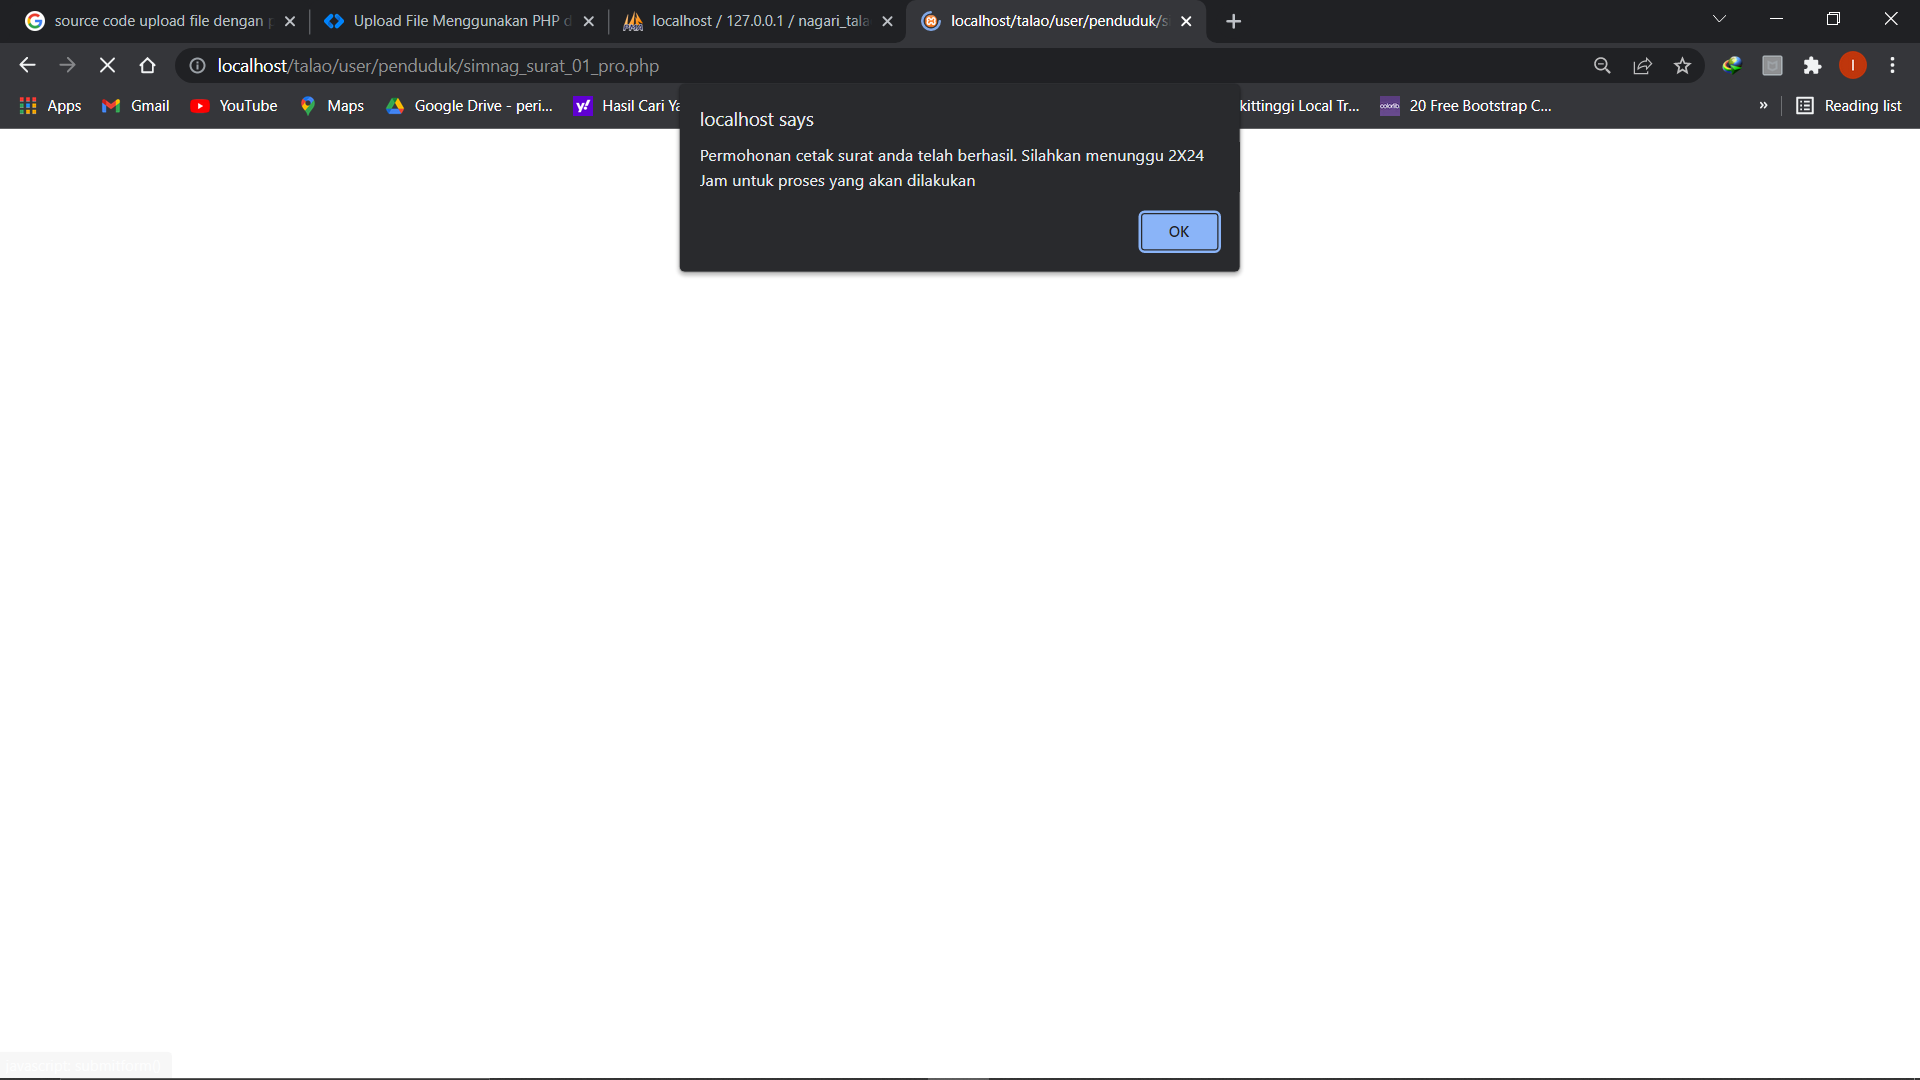 source code upload file dengan
Upload File Menggunakan PHP d
localhost / 127.0.0.1 / nagari_tala
localhost/talao/user/penduduk/s
localhost/talao/user/penduduk/simnag_surat_01_pro.php
I
Apps
Gmail
YouTube
Maps
Google Drive - peri...
Hasil Cari Ya
kittinggi Local Tr...
20 Free Bootstrap C...
»
Reading list
localhost says
Permohonan cetak surat anda telah berhasil. Silahkan menunggu 2X24
Jam untuk proses yang akan dilakukan
OK